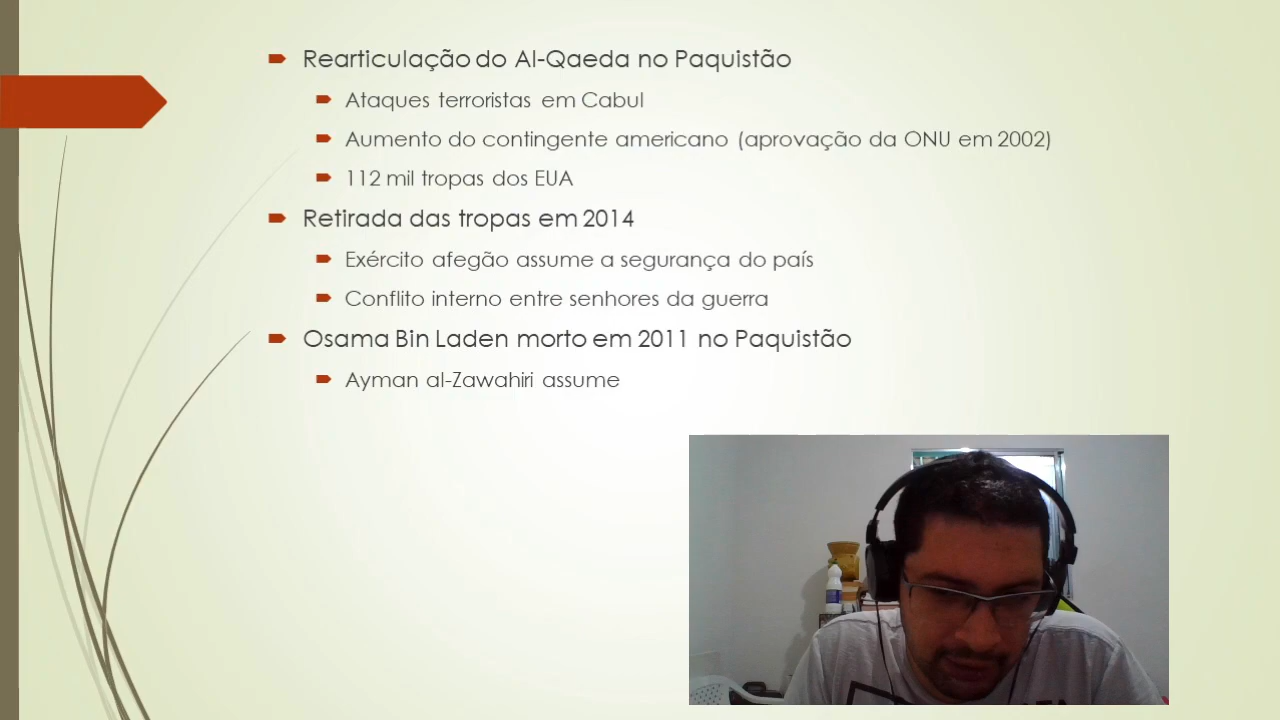 Rearticulação do Al-Qaeda no Paquistão
Ataques terroristas em Cabul
Aumento do contingente americano (aprovação da ONU em 2002)
112 mil tropas dos EUA
Retirada das tropas em 2014
Exército afegão assume a segurança do país
Conflito interno entre senhores da guerra
Osama Bin Laden morto em 2011 no Paquistão
Ayman al-Zawahiri assume